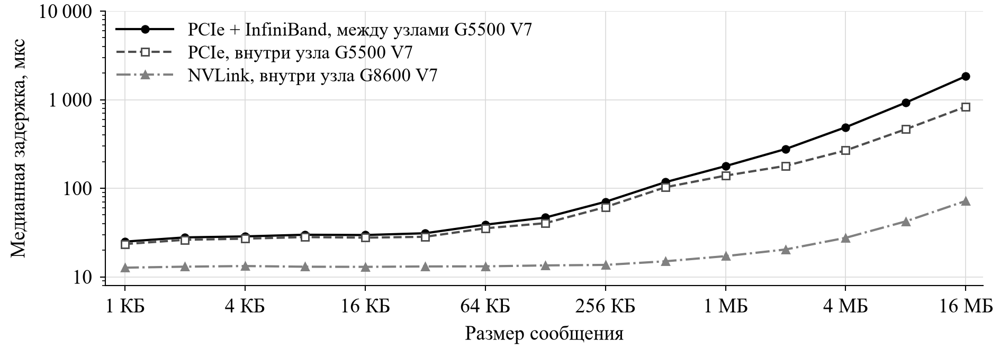 10 000
PCIe + InfiniBand, между узлами G5500 V7
PCIe, внутри узла G5500 V7
NVLink, внутри узла G8600 V7
1 000
100
10
Медианная задержка, мкс
1 КБ 4 КБ 16 КБ 64 КБ 256 КБ 1 МБ 4 МБ 16 МБ
Размер сообщения